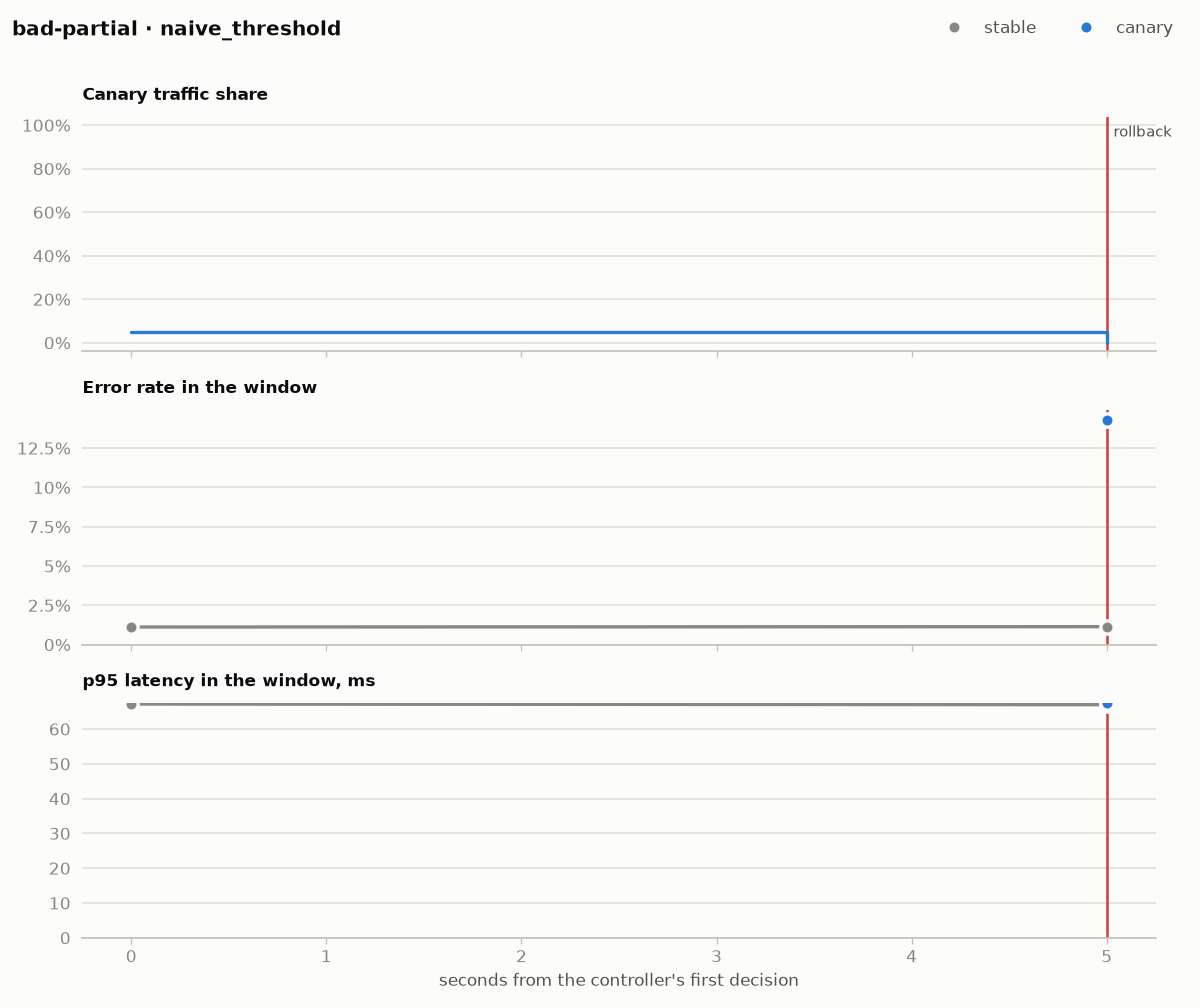 bad-partial · naive_threshold
stable
canary
Canary traffic share
100%
rollback
80%
60%
40%
20%
0%
Error rate in the window
12.5%
10%
7.5%
5%
2.5%
0%
p95 latency in the window, ms
60
50
40
30
20
10
0
0 1 2 3 4 5
seconds from the controller's first decision